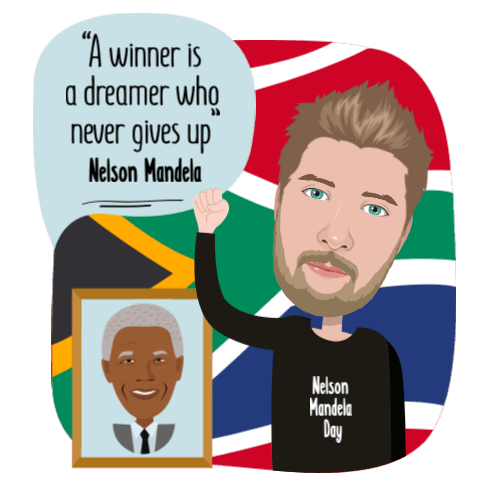 “A winner is
a dreamer who
never gives up”
Nelson Mandela
Nelson
Mandela
Day